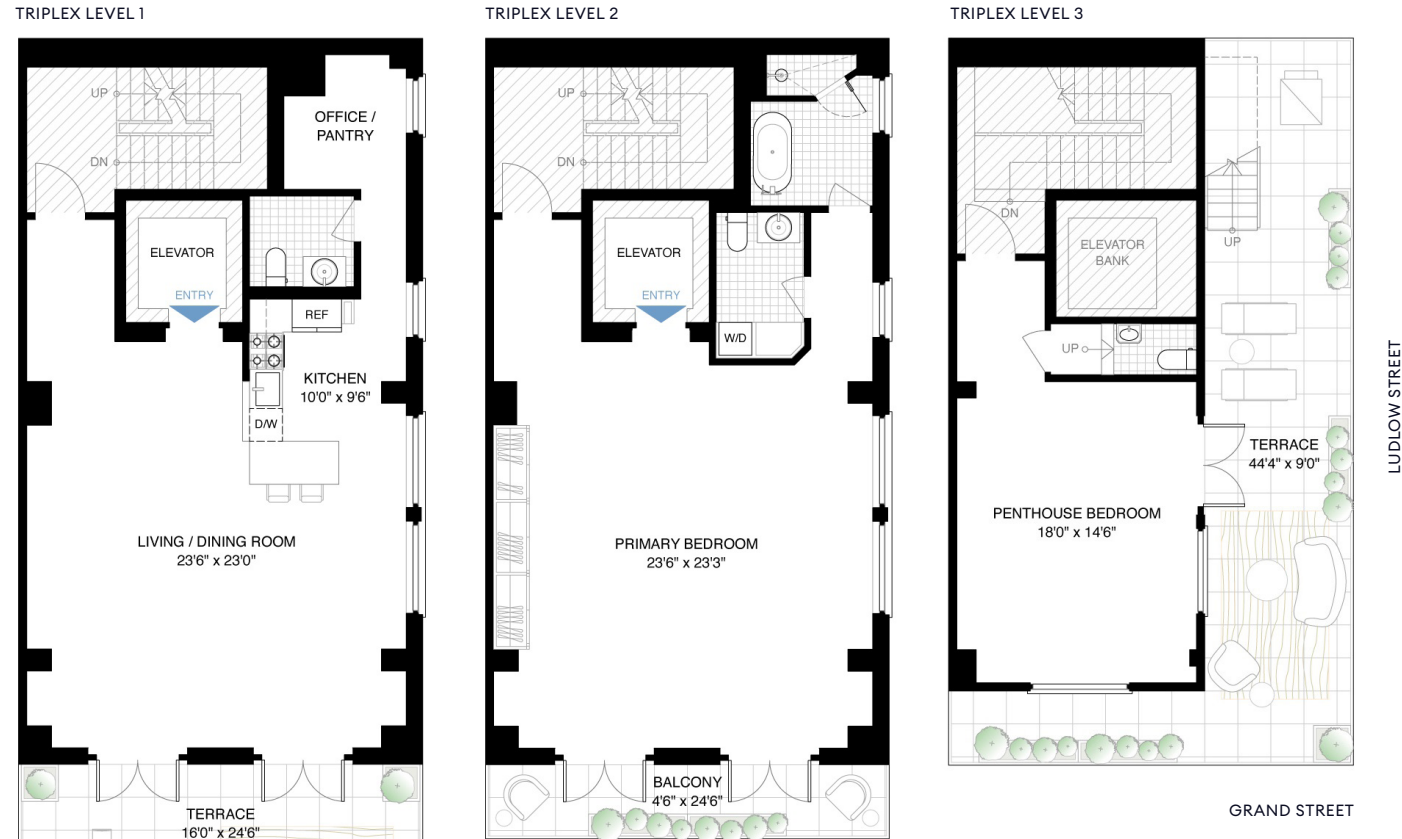 TRIPLEX LEVEL 1
UP
DN
OFFICE /
PANTRY
ELEVATOR
ENTRY
REF
KITCHEN
10'0" x 9'6"
D/W
LIVING / DINING ROOM
23'6" x 23'0"
TERRACE
16'0" x 24'6"
TRIPLEX LEVEL 2
UP
DN
ELEVATOR
ENTRY
W/D
PRIMARY BEDROOM
23'6" x 23'3"
BALCONY
4'6" x 24'6"
TRIPLEX LEVEL 3
DN
UP
ELEVATOR
BANK
UP
TERRACE
44'4" x 9'0"
PENTHOUSE BEDROOM
18'0" x 14'6"
LUDLOW STREET
GRAND STREET